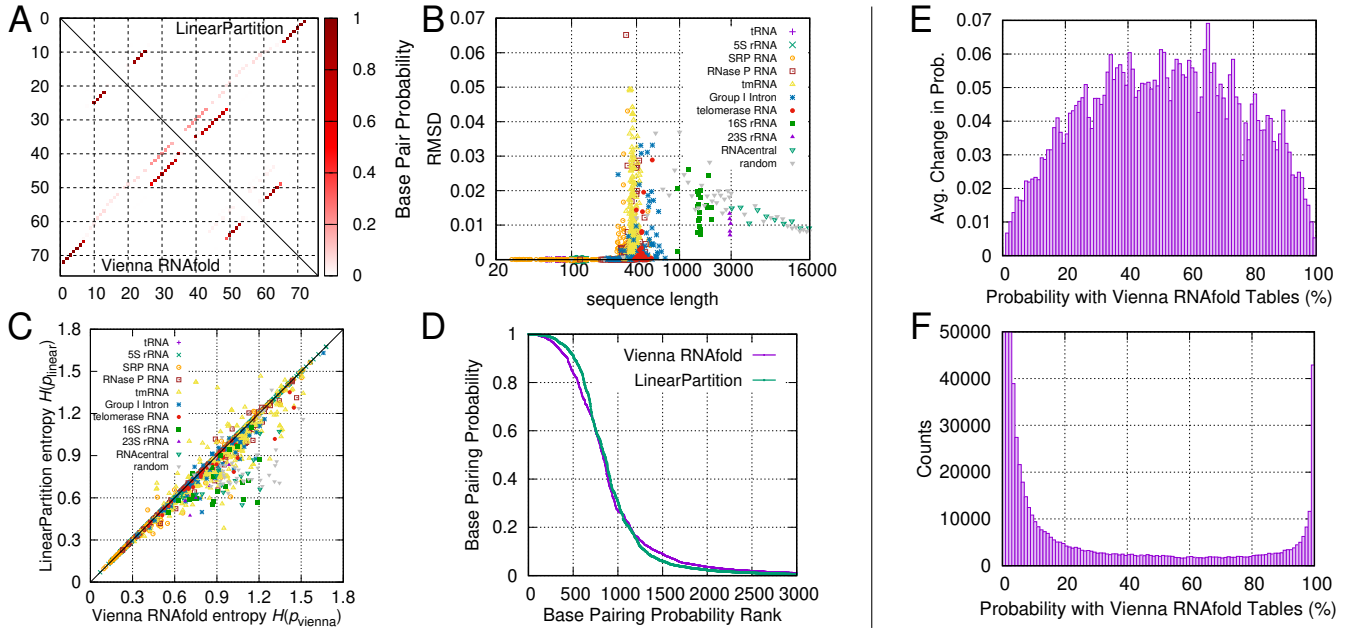 A
LinearPartition
Vienna RNAfold
0
10
20
30
40
50
60
70
0 10 20 30 40 50 60 70
1
0.8
0.6
0.4
0.2
0
Base Pair Probability
B
RMSD
0.07
0.06
0.05
0.04
0.03
0.02
0.01
0
20 100 400 1000 3000 16000
sequence length
tRNA
5S rRNA
SRP RNA
RNase P RNA
tmRNA
Group I Intron
telomerase RNA
16S rRNA
23S rRNA
RNAcentral
random
C
LinearPartition entropy H(plinear)
1.8
1.5
1.2
0.9
0.6
0.3
0
0 0.3 0.6 0.9 1.2 1.5 1.8
Vienna RNAfold entropy H(pvienna)
tRNA
5S rRNA
SRP RNA
RNase P RNA
tmRNA
Group I Intron
Telomerase RNA
16S rRNA
23S rRNA
RNAcentral
random
D
Base Pairing Probability
1
0.8
0.6
0.4
0.2
0
0 500 1000 1500 2000 2500 3000
Base Pairing Probability Rank
Vienna RNAfold
LinearPartition
E
Avg. Change in Prob.
0.07
0.06
0.05
0.04
0.03
0.02
0.01
0
0 20 40 60 80 100
Probability with Vienna RNAfold Tables (%)
F
Counts
50000
40000
30000
20000
10000
0
0 20 40 60 80 100
Probability with Vienna RNAfold Tables (%)